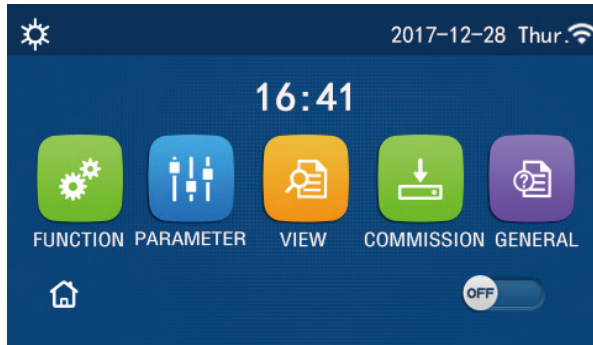 2017-12-28 Thur.
16:41
FUNCTION PARAMETER VIEW COMMISSION GENERAL
OFF